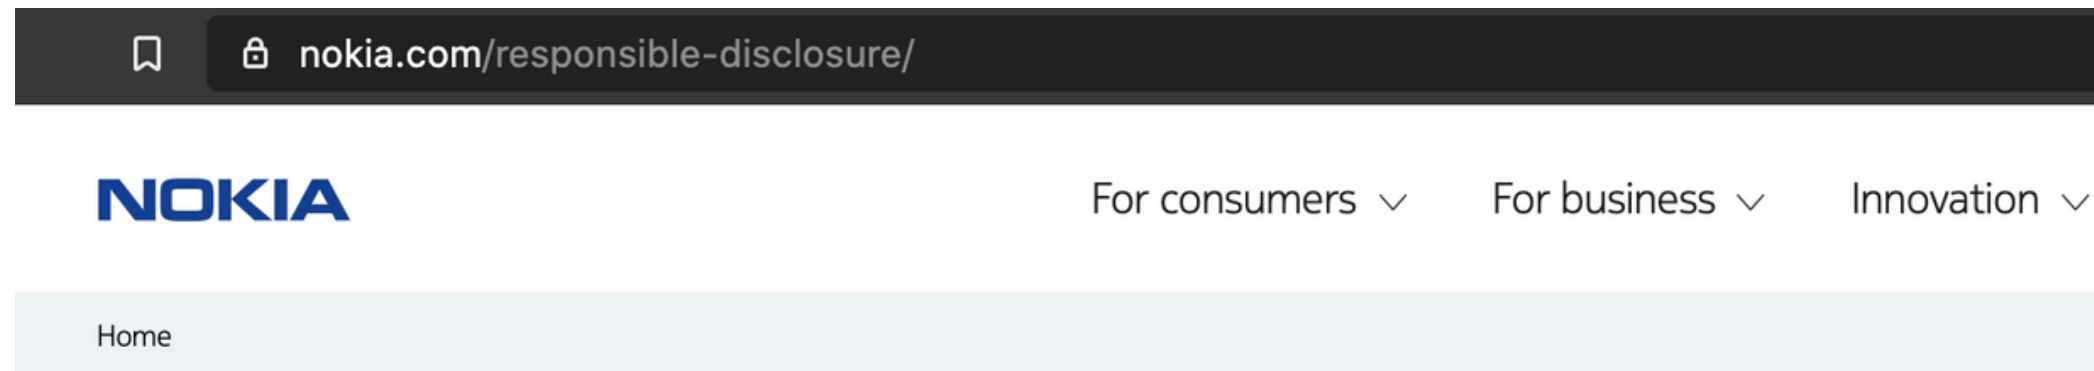 nokia.com/responsible-disclosure/
NOKIA For consumers For business Innovation
Home